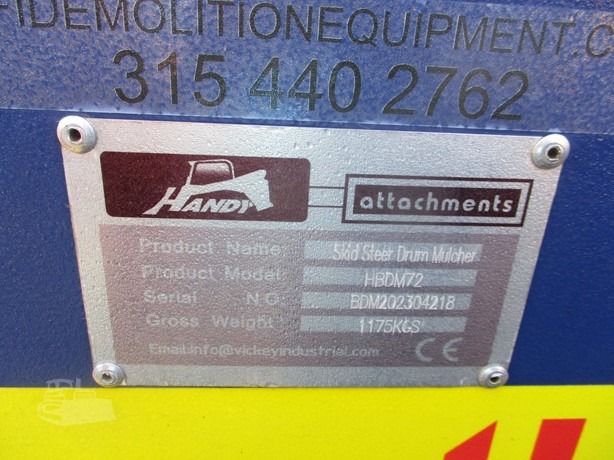 FIDEMOLITIONEQUIPMENT.C
315 440 2762
HANDY
attachments
Product Name Skid Steer Drum Mulcher
Product Model HBDM72
Serial N.O BDM202304218
Gross Weight 1175KGS
Email:info@vickeyindustrial.com CE